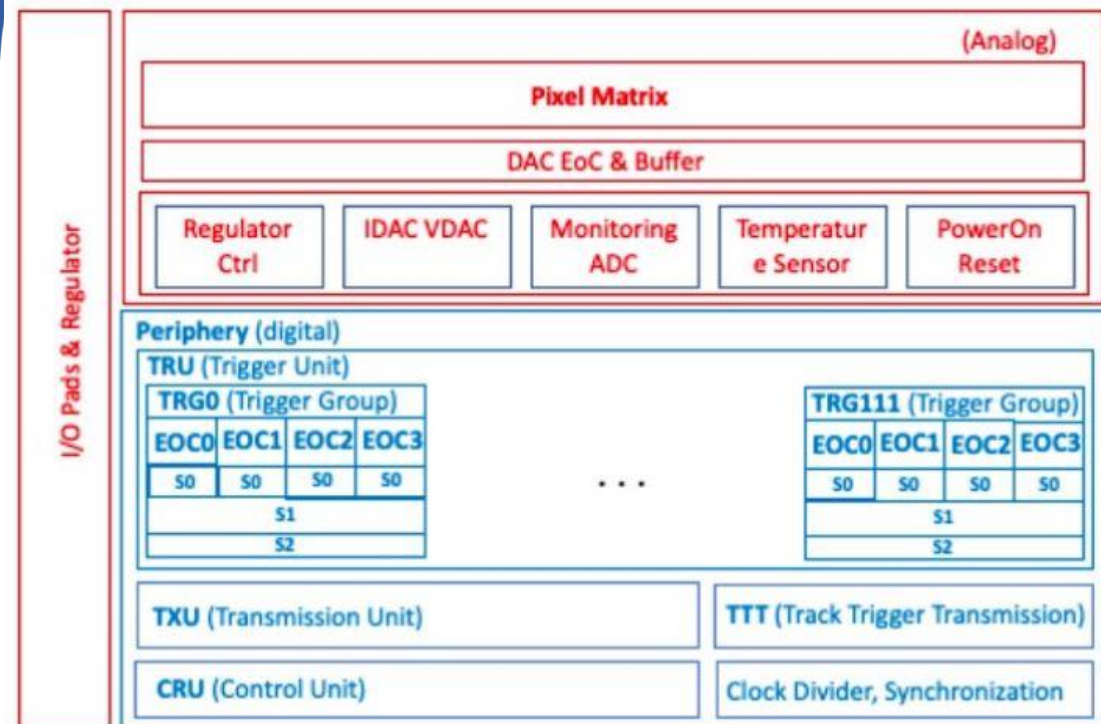 I/O Pads & Regulator
(Analog)
Pixel Matrix
DAC EoC & Buffer
Regulator
Ctrl
IDAC VDAC
Monitoring
ADC
Temperatur
e Sensor
PowerOn
Reset
Periphery (digital)
TRU (Trigger Unit)
TRG0 (Trigger Group)
EOC0 EOC1 EOC2 EOC3
S0 S0 S0 S0
S1
S2
...
TRG111 (Trigger Group)
EOC0 EOC1 EOC2 EOC3
S0 S0 S0 S0
S1
S2
TXU (Transmission Unit)
TTT (Track Trigger Transmission)
CRU (Control Unit)
Clock Divider, Synchronization